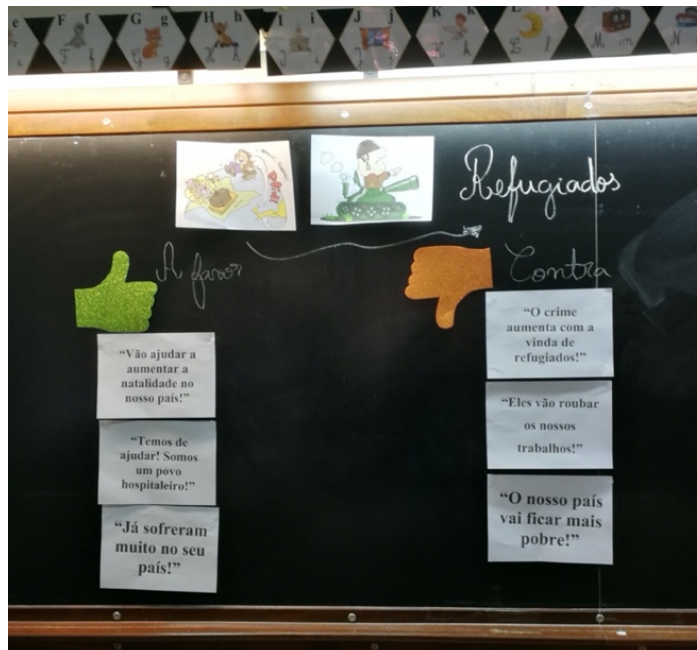 F f
G g
H h
I i
J j
K k
L l
M m
N
Refugiados
A favor
Contra
“Vão ajudar a
aumentar a
natalidade no
nosso país!”
“Temos de
ajudar! Somos
um povo
hospitaleiro!”
“Já sofreram
muito no seu
país!”
“O crime
aumenta com a
vinda de
refugiados!”
“Eles vão roubar
os nossos
trabalhos!”
“O nosso país
vai ficar mais
pobre!”